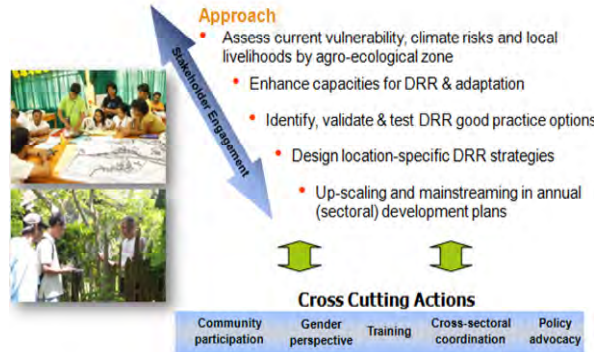 Approach
• Assess current vulnerability, climate risks and local
livelihoods by agro-ecological zone
• Enhance capacities for DRR & adaptation
• Identify, validate & test DRR good practice options
• Design location-specific DRR strategies
• Up-scaling and mainstreaming in annual
(sectoral) development plans
Stakeholder Engagement
Cross Cutting Actions
Community
participation
Gender
perspective
Training
Cross-sectoral
coordination
Policy
advocacy